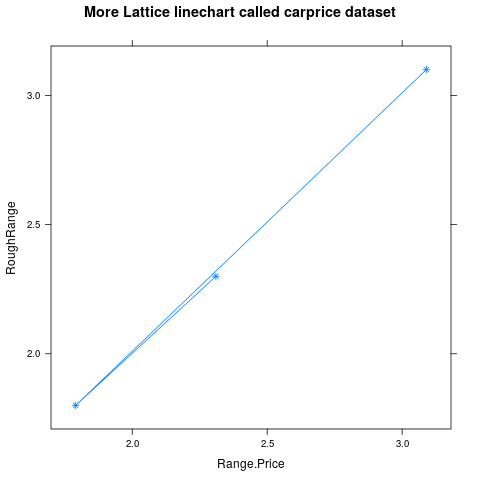 More Lattice linechart called carprice dataset
3.0
2.5
2.0
RoughRange
2.0 2.5 3.0
Range.Price